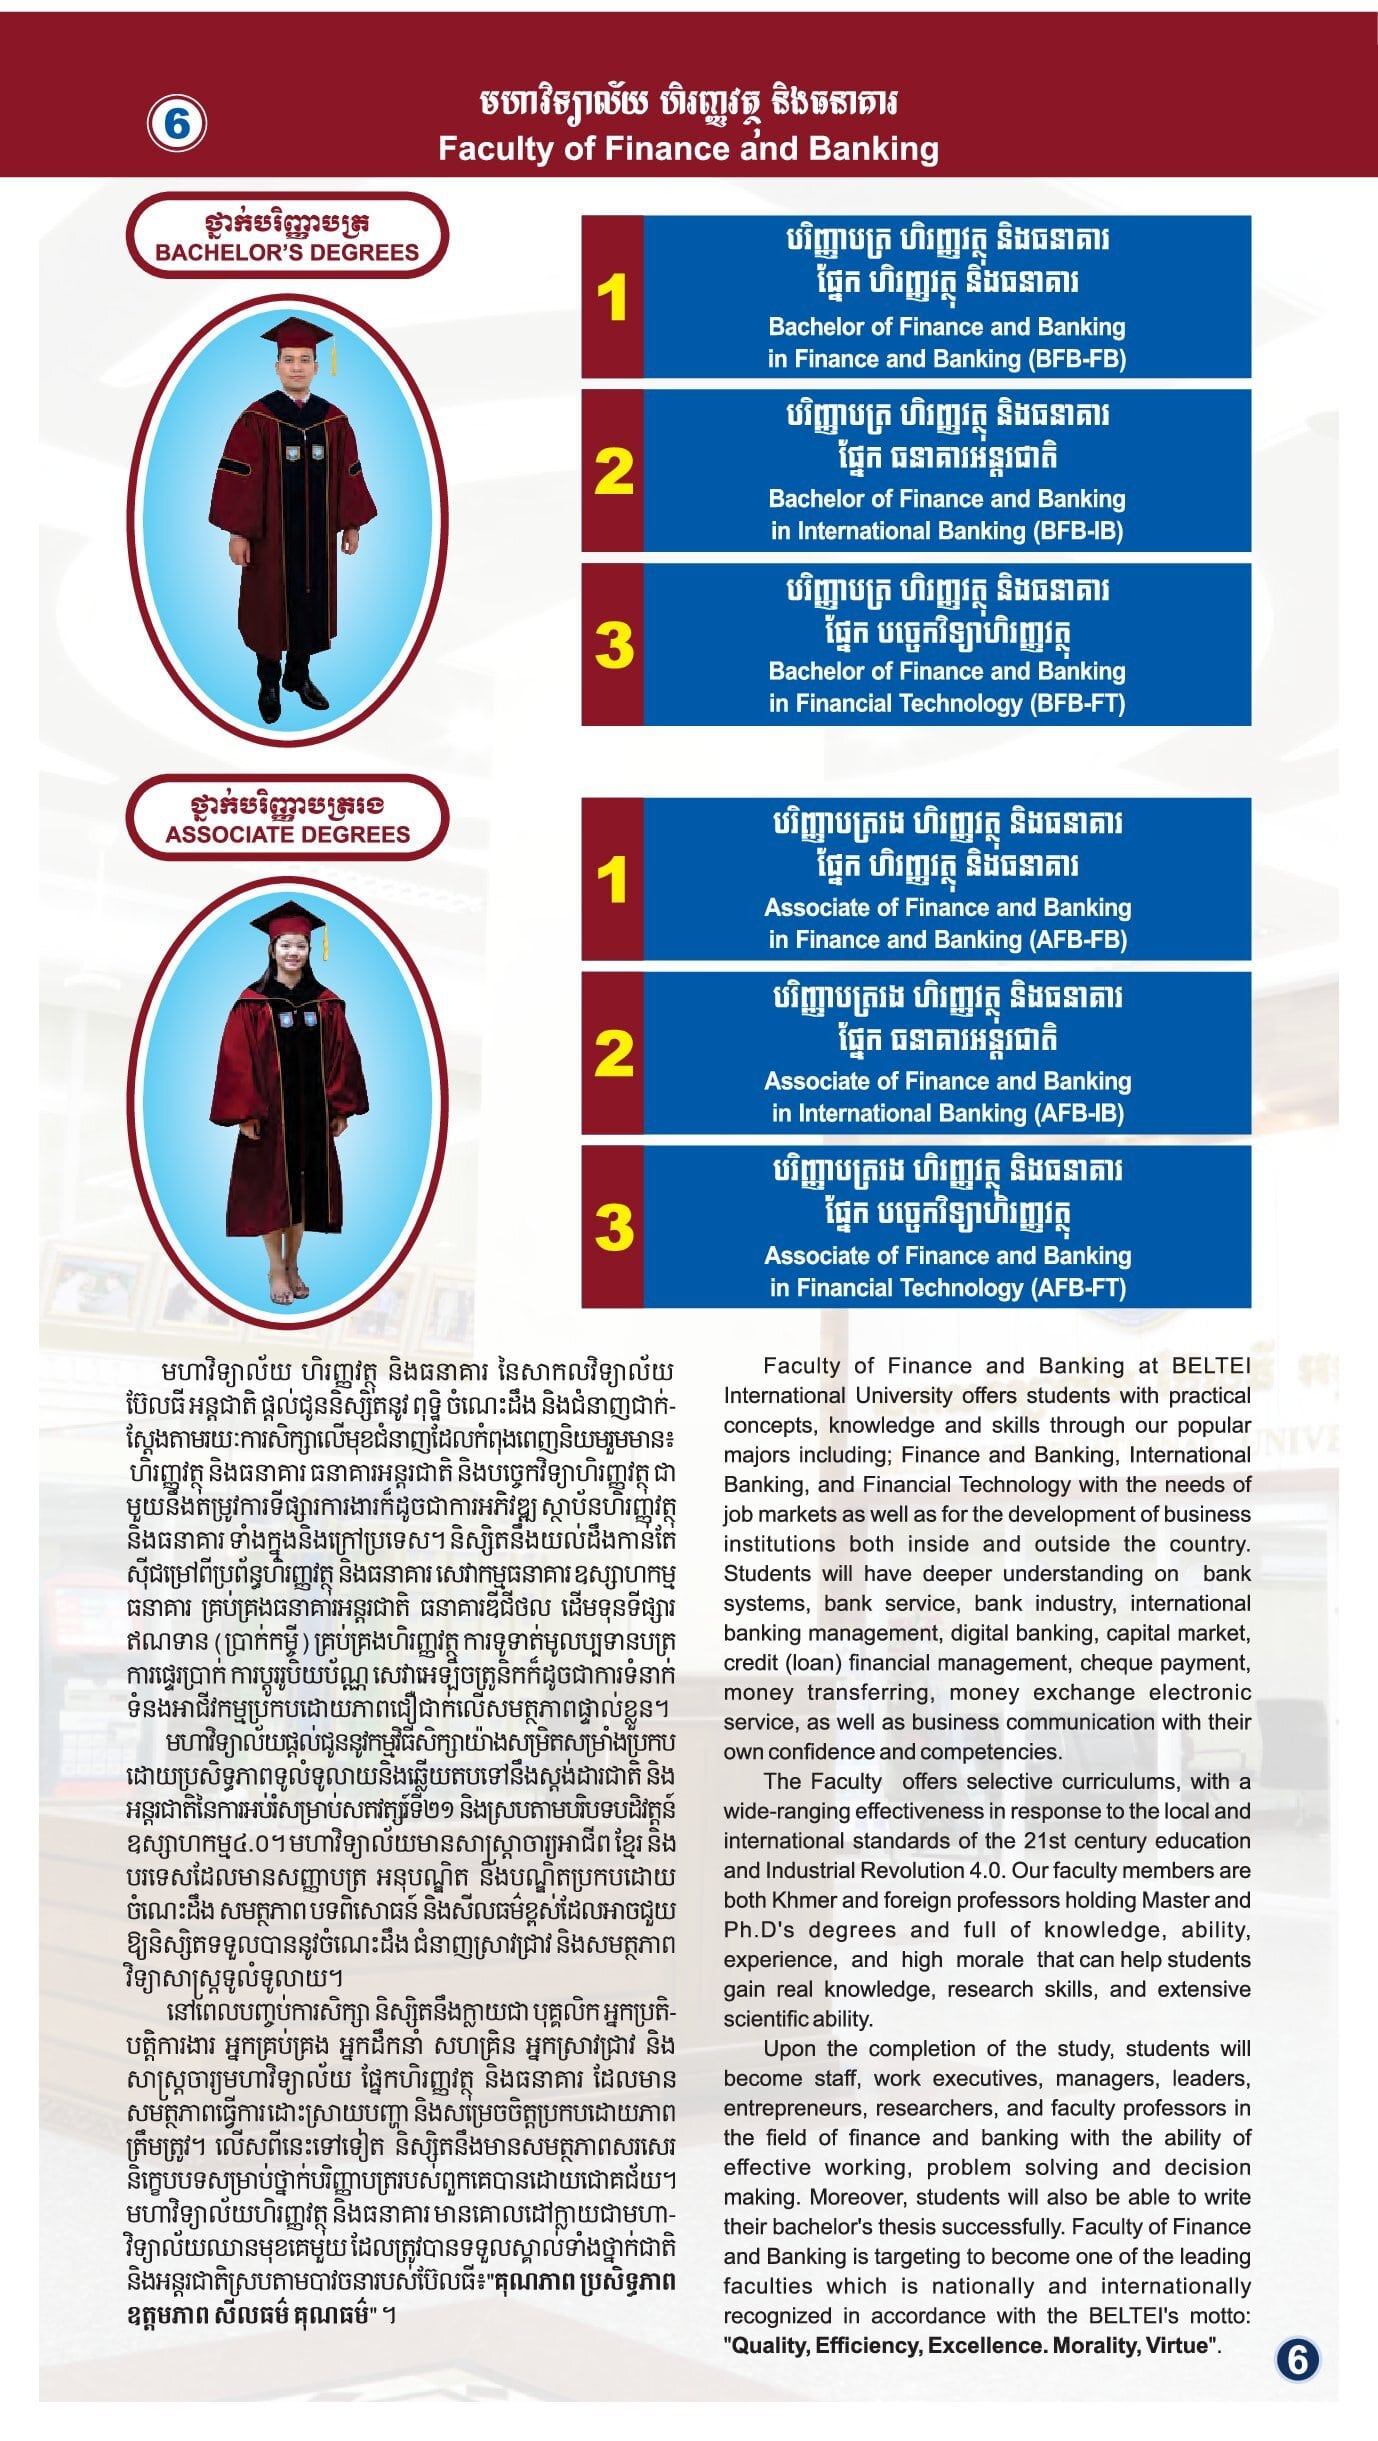 6
មហាវិទ្យាល័យ ហិរញ្ញវត្ថុ និងធនាគារ
Faculty of Finance and Banking
ថ្នាក់បរិញ្ញាបត្រ
BACHELOR'S DEGREES
1
បរិញ្ញាបត្រ ហិរញ្ញវត្ថុ និងធនាគារ
ផ្នែក ហិរញ្ញវត្ថុ និងធនាគារ
Bachelor of Finance and Banking
in Finance and Banking (BFB-FB)
2
បរិញ្ញាបត្រ ហិរញ្ញវត្ថុ និងធនាគារ
ផ្នែក ធនាគារអន្តរជាតិ
Bachelor of Finance and Banking
in International Banking (BFB-IB)
3
បរិញ្ញាបត្រ ហិរញ្ញវត្ថុ និងធនាគារ
ផ្នែក បច្ចេកវិទ្យាហិរញ្ញវត្ថុ
Bachelor of Finance and Banking
in Financial Technology (BFB-FT)
ថ្នាក់បរិញ្ញាបត្ររង
ASSOCIATE DEGREES
1
បរិញ្ញាបត្ររង ហិរញ្ញវត្ថុ និងធនាគារ
ផ្នែក ហិរញ្ញវត្ថុ និងធនាគារ
Associate of Finance and Banking
in Finance and Banking (AFB-FB)
2
បរិញ្ញាបត្ររង ហិរញ្ញវត្ថុ និងធនាគារ
ផ្នែក ធនាគារអន្តរជាតិ
Associate of Finance and Banking
in International Banking (AFB-IB)
3
បរិញ្ញាបត្ររង ហិរញ្ញវត្ថុ និងធនាគារ
ផ្នែក បច្ចេកវិទ្យាហិរញ្ញវត្ថុ
Associate of Finance and Banking
in Financial Technology (AFB-FT)
មហាវិទ្យាល័យ ហិរញ្ញវត្ថុ និងធនាគារ នៃសាកលវិទ្យាល័យ
ប៊ែលធី អន្តជាតិ ផ្តល់ជូននិស្សិតនូវ ពុទ្ធិ ចំណេះដឹង និងជំនាញជាក់-
ស្តែងតាមរយៈការសិក្សាលើមុខជំនាញដែលកំពុងពេញនិយមរួមមាន៖
ហិរញ្ញវត្ថុ និងធនាគារ ធនាគារអន្តរជាតិ និងបច្ចេកវិទ្យាហិរញ្ញវត្ថុ ជា
មួយនឹងតម្រូវការទីផ្សារការងារក៏ដូចជាការអភិវឌ្ឍ ស្ថាប័នហិរញ្ញវត្ថុ
និងធនាគារ ទាំងក្នុងនិងក្រៅប្រទេស។ និស្សិតនឹងយល់ដឹងកាន់តែ
ស៊ីជម្រៅពីប្រព័ន្ធហិរញ្ញវត្ថុ និងធនាគារ សេវាកម្មធនាគារ ឧស្សាហកម្ម
ធនាគារ គ្រប់គ្រងធនាគារអន្តរជាតិ ធនាគារឌីជីថល ដើមទុនទីផ្សារ
ឥណទាន (ប្រាក់កម្ចី) គ្រប់គ្រងហិរញ្ញវត្ថុ ការទូទាត់មូលប្បទានបត្រ
ការផ្ទេរប្រាក់ ការប្តូររូបិយប័ណ្ណ សេវាអេឡិចត្រូនិកក៏ដូចជាការទំនាក់
ទំនងអាជីវកម្មប្រកបដោយភាពជឿជាក់លើសមត្ថភាពផ្ទាល់ខ្លួន។
មហាវិទ្យាល័យផ្តល់ជូននូវកម្មវិធីសិក្សាយ៉ាងសម្រិតសម្រាំងប្រកប
ដោយប្រសិទ្ធភាពទូលំទូលាយនិងឆ្លើយតបទៅនឹងស្តង់ដារជាតិ និង
អន្តរជាតិនៃការអប់រំសម្រាប់សតវត្សរ៍ទី២១ និងស្របតាមបរិបទបដិវត្តន៍
ឧស្សាហកម្ម៤.០។ មហាវិទ្យាល័យមានសាស្ត្រាចារ្យអាជីព ខ្មែរ និង
បរទេសដែលមានសញ្ញាបត្រ អនុបណ្ឌិត និងបណ្ឌិតប្រកបដោយ
ចំណេះដឹង សមត្ថភាព បទពិសោធន៍ និងសីលធម៌ខ្ពស់ដែលអាចជួយ
ឱ្យនិស្សិតទទួលបាននូវចំណេះដឹង ជំនាញស្រាវជ្រាវ និងសមត្ថភាព
វិទ្យាសាស្ត្រទូលំទូលាយ។
នៅពេលបញ្ចប់ការសិក្សា និស្សិតនឹងក្លាយជា បុគ្គលិក អ្នកប្រតិ-
បត្តិការងារ អ្នកគ្រប់គ្រង អ្នកដឹកនាំ សហគ្រិន អ្នកស្រាវជ្រាវ និង
សាស្ត្រចារ្យមហាវិទ្យាល័យ ផ្នែកហិរញ្ញវត្ថុ និងធនាគារ ដែលមាន
សមត្ថភាពធ្វើការដោះស្រាយបញ្ហា និងសម្រេចចិត្តប្រកបដោយភាព
ត្រឹមត្រូវ។ លើសពីនេះទៅទៀត និស្សិតនឹងមានសមត្ថភាពសរសេរ
និក្ខេបបទសម្រាប់ថ្នាក់បរិញ្ញាបត្ររបស់ពួកគេបានដោយជោគជ័យ។
មហាវិទ្យាល័យហិរញ្ញវត្ថុ និងធនាគារ មានគោលដៅក្លាយជាមហា-
វិទ្យាល័យឈានមុខគេមួយ ដែលត្រូវបានទទួលស្គាល់ទាំងថ្នាក់ជាតិ
និងអន្តរជាតិស្របតាមបាវចនារបស់ប៊ែលធី៖"គុណភាព ប្រសិទ្ធភាព
ឧត្តមភាព សីលធម៌ គុណធម៌"។
Faculty of Finance and Banking at BELTEI
International University offers students with practical
concepts, knowledge and skills through our popular
majors including; Finance and Banking, International
Banking, and Financial Technology with the needs of
job markets as well as for the development of business
institutions both inside and outside the country.
Students will have deeper understanding on bank
systems, bank service, bank industry, international
banking management, digital banking, capital market,
credit (loan) financial management, cheque payment,
money transferring, money exchange electronic
service, as well as business communication with their
own confidence and competencies.
The Faculty offers selective curriculums, with a
wide-ranging effectiveness in response to the local and
international standards of the 21st century education
and Industrial Revolution 4.0. Our faculty members are
both Khmer and foreign professors holding Master and
Ph.D's degrees and full of knowledge, ability,
experience, and high morale that can help students
gain real knowledge, research skills, and extensive
scientific ability.
Upon the completion of the study, students will
become staff, work executives, managers, leaders,
entrepreneurs, researchers, and faculty professors in
the field of finance and banking with the ability of
effective working, problem solving and decision
making. Moreover, students will also be able to write
their bachelor's thesis successfully. Faculty of Finance
and Banking is targeting to become one of the leading
faculties which is nationally and internationally
recognized in accordance with the BELTEI's motto:
"Quality, Efficiency, Excellence. Morality, Virtue".
6